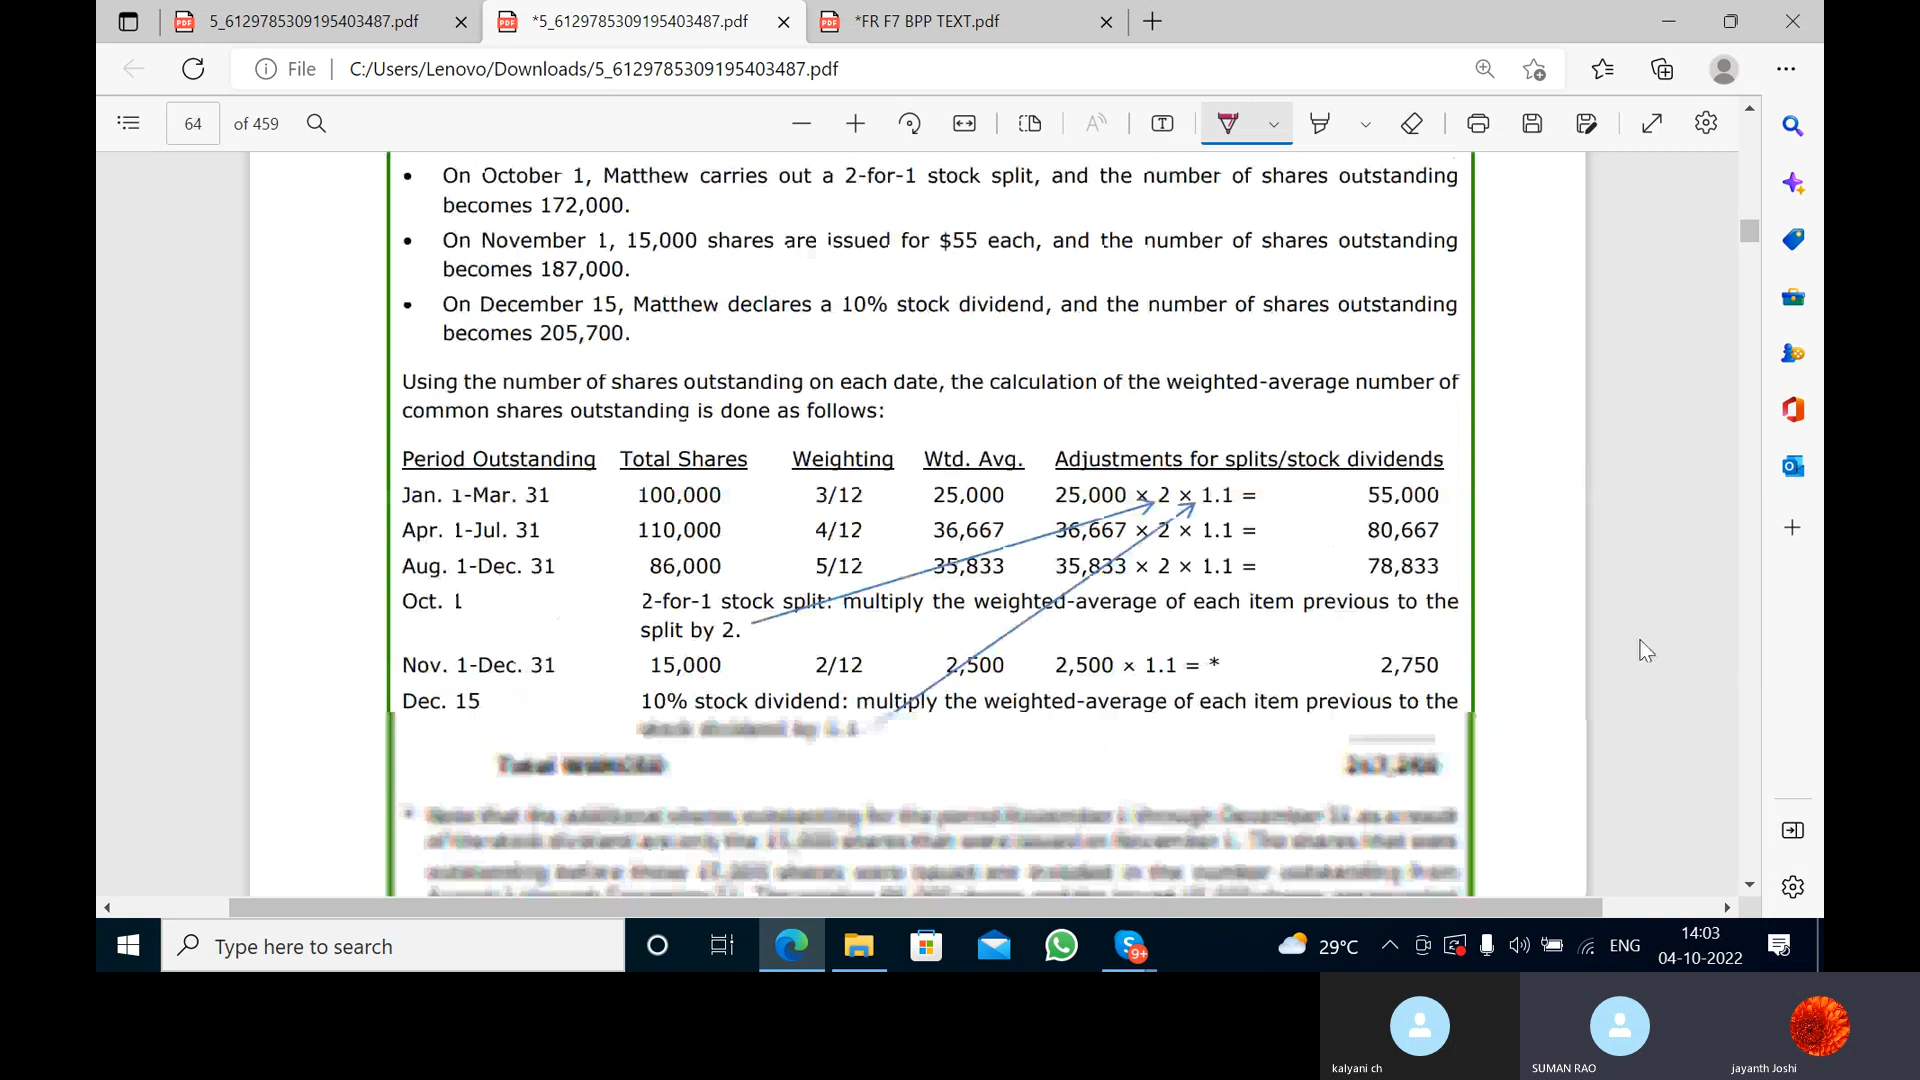 5_6129785309195403487.pdf
*5_6129785309195403487.pdf
*FR F7 BPP TEXT.pdf
File
C:/Users/Lenovo/Downloads/5_6129785309195403487.pdf
64 of 459
• On October 1, Matthew carries out a 2-for-1 stock split, and the number of shares outstanding
becomes 172,000.
• On November 1, 15,000 shares are issued for $55 each, and the number of shares outstanding
becomes 187,000.
• On December 15, Matthew declares a 10% stock dividend, and the number of shares outstanding
becomes 205,700.
Using the number of shares outstanding on each date, the calculation of the weighted-average number of
common shares outstanding is done as follows:
Period Outstanding Total Shares Weighting Wtd. Avg. Adjustments for splits/stock dividends
Jan. 1-Mar. 31 100,000 3/12 25,000 25,000 × 2 × 1.1 = 55,000
Apr. 1-Jul. 31 110,000 4/12 36,667 36,667 × 2 × 1.1 = 80,667
Aug. 1-Dec. 31 86,000 5/12 35,833 35,833 × 2 × 1.1 = 78,833
Oct. 1 2-for-1 stock split: multiply the weighted-average of each item previous to the
split by 2.
Nov. 1-Dec. 31 15,000 2/12 2,500 2,500 × 1.1 = * 2,750
Dec. 15 10% stock dividend: multiply the weighted-average of each item previous to the
stock dividend by
Type here to search
9+
29°C
ENG
14:03
04-10-2022
kalyani ch
SUMAN RAO
jayanth Joshi